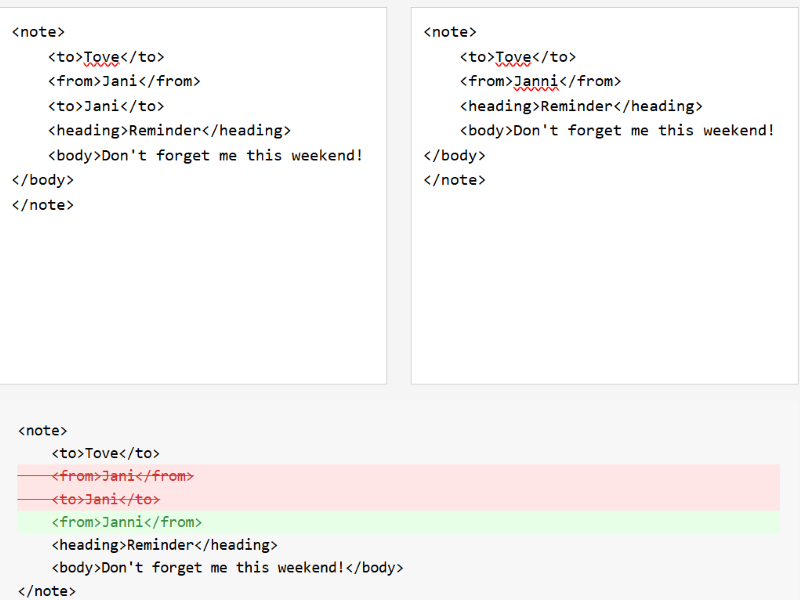 <note>
    <to>Tove</to>
    <from>Jani</from>
    <to>Jani</to>
    <heading>Reminder</heading>
    <body>Don't forget me this weekend!
</body>
</note>
<note>
    <to>Tove</to>
    <from>Janni</from>
    <heading>Reminder</heading>
    <body>Don't forget me this weekend!
</body>
</note>
<note>
    <to>Tove</to>
    <from>Jani</from>
    <to>Jani</to>
    <from>Janni</from>
    <heading>Reminder</heading>
    <body>Don't forget me this weekend!</body>
</note>